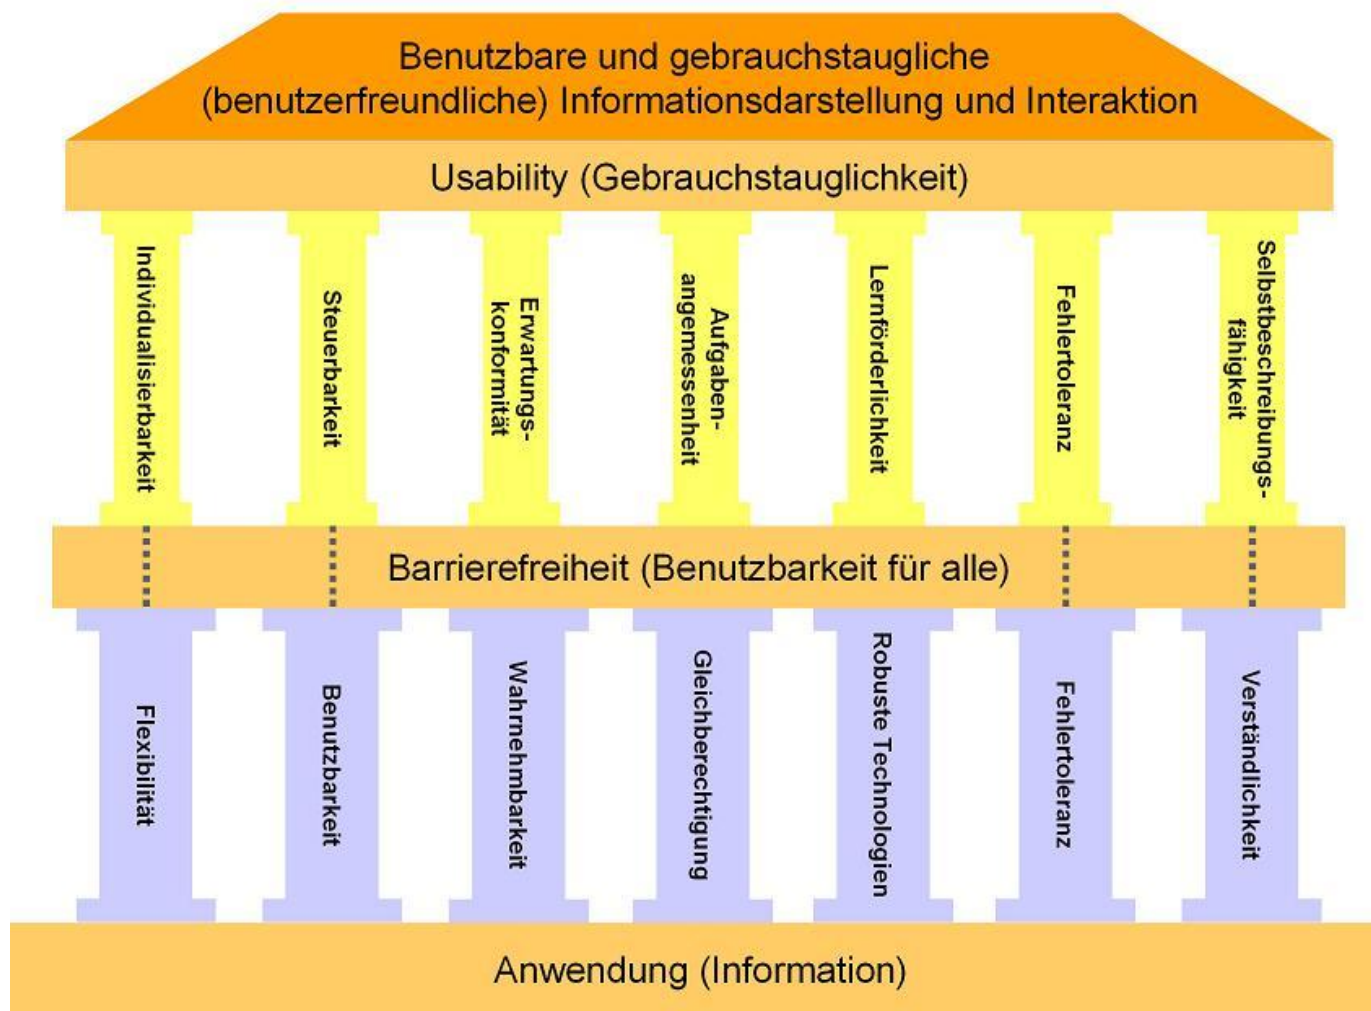 Benutzbare und gebrauchstaugliche
(benutzerfreundliche) Informationsdarstellung und Interaktion
Usability (Gebrauchstauglichkeit)
Individualisierbarkeit
Steuerbarkeit
Erwartungs-
konformität
Aufgaben-
angemessenheit
Lernförderlichkeit
Fehlertoleranz
Selbstbeschreibungs-
fähigkeit
Barrierefreiheit (Benutzbarkeit für alle)
Flexibilität
Benutzbarkeit
Wahrnehmbarkeit
Gleichberechtigung
Robuste Technologien
Fehlertoleranz
Verständlichkeit
Anwendung (Information)